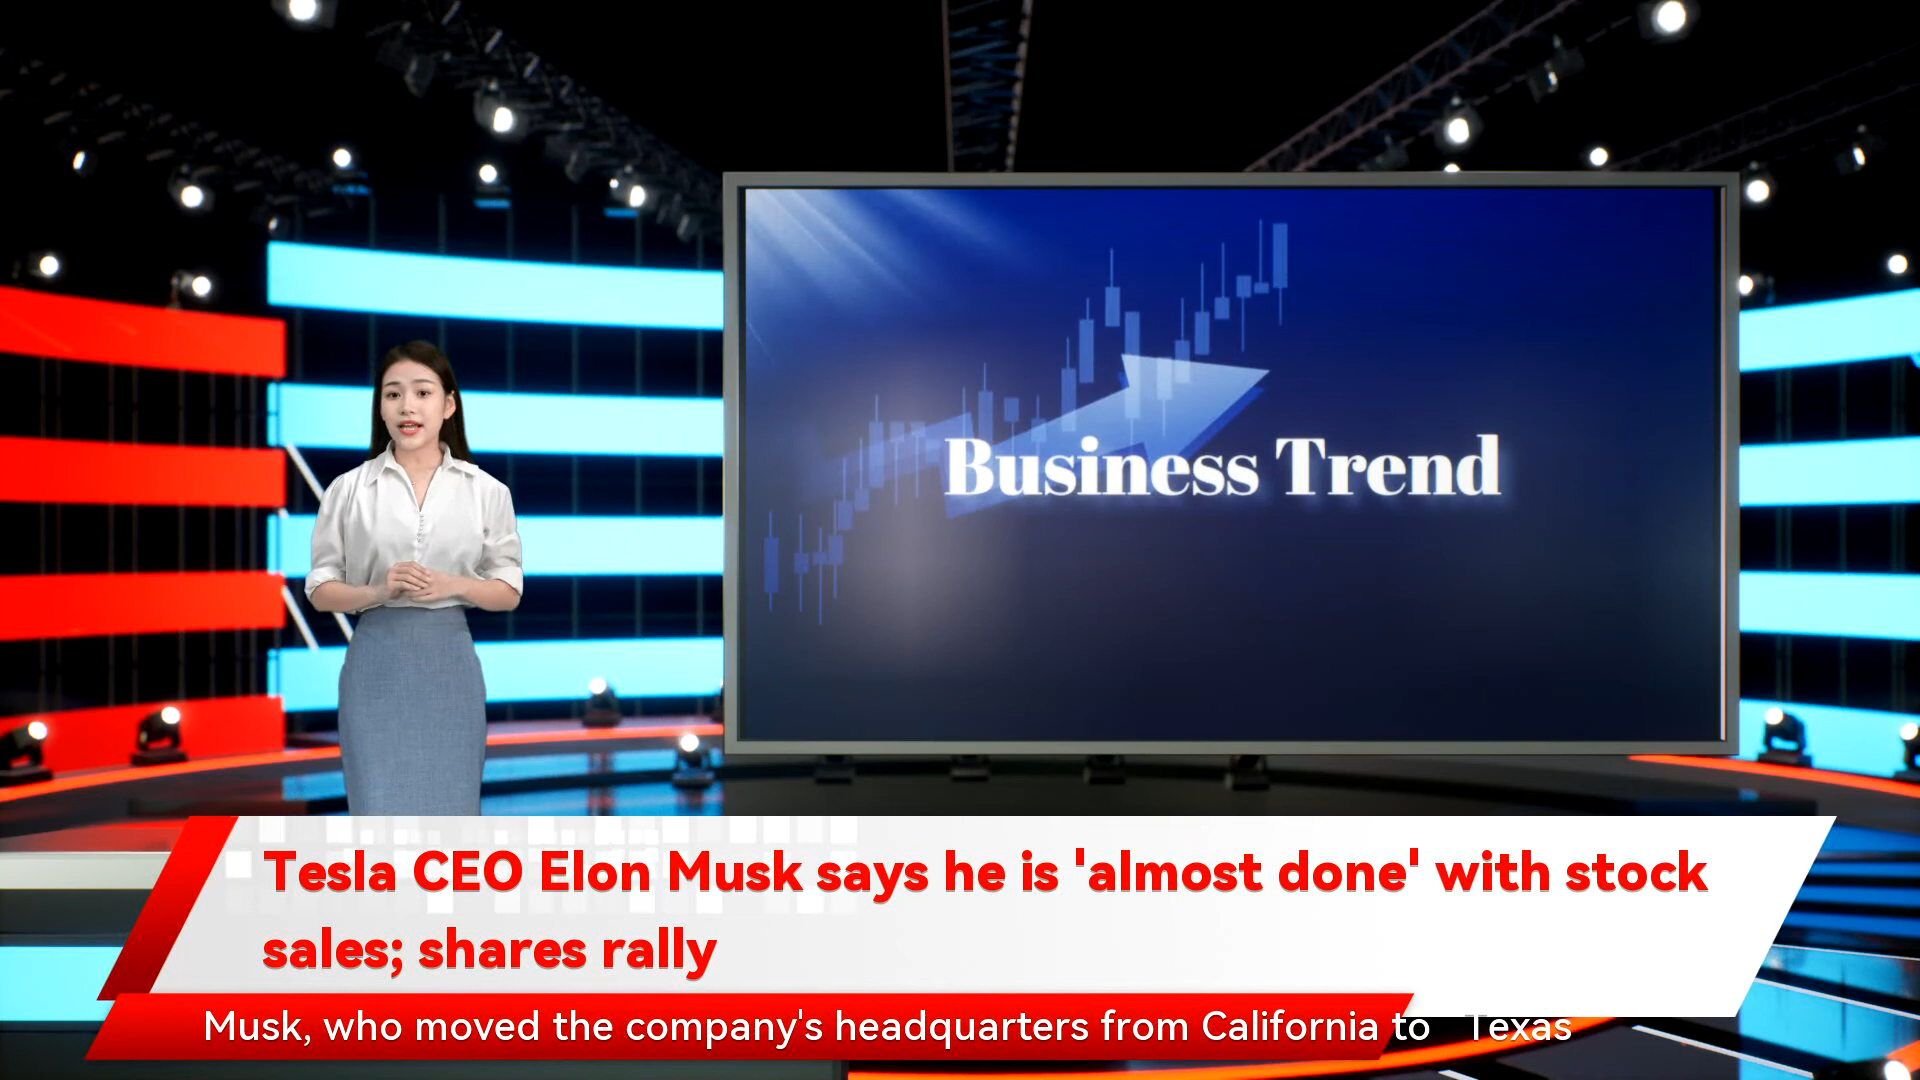 Business Trend
Tesla CEO Elon Musk says he is 'almost done' with stock
sales; shares rally
Musk, who moved the company's headquarters from California to Texas